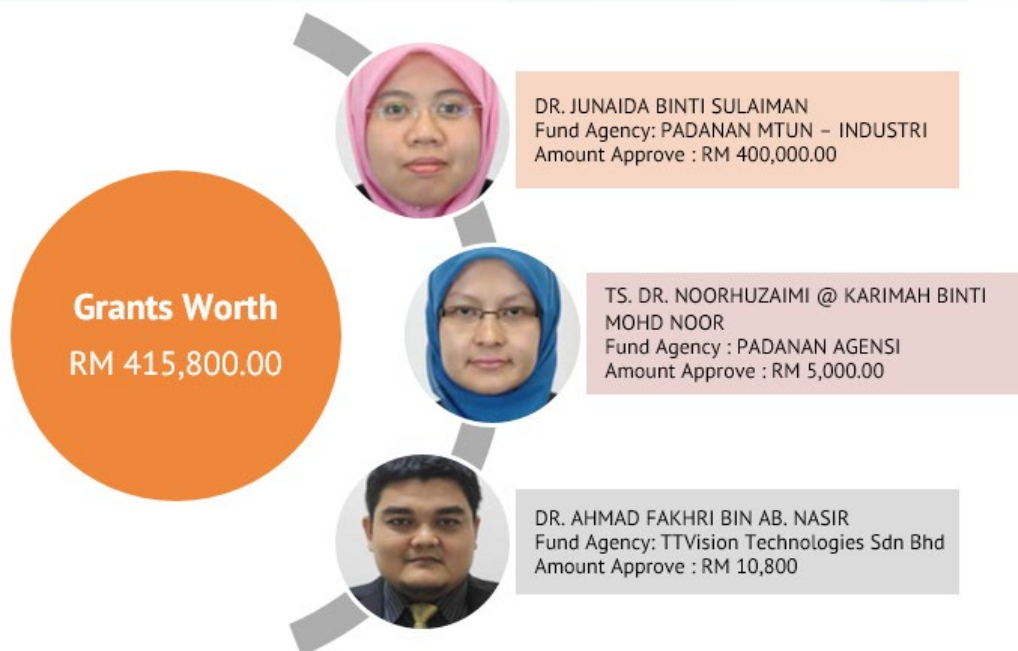 Grants Worth
RM 415,800.00
DR. JUNAIDA BINTI SULAIMAN
Fund Agency: PADANAN MTUN – INDUSTRI
Amount Approve : RM 400,000.00
TS. DR. NOORHUZAIMI @ KARIMAH BINTI
MOHD NOOR
Fund Agency : PADANAN AGENSI
Amount Approve : RM 5,000.00
DR. AHMAD FAKHRI BIN AB. NASIR
Fund Agency: TTVision Technologies Sdn Bhd
Amount Approve : RM 10,800